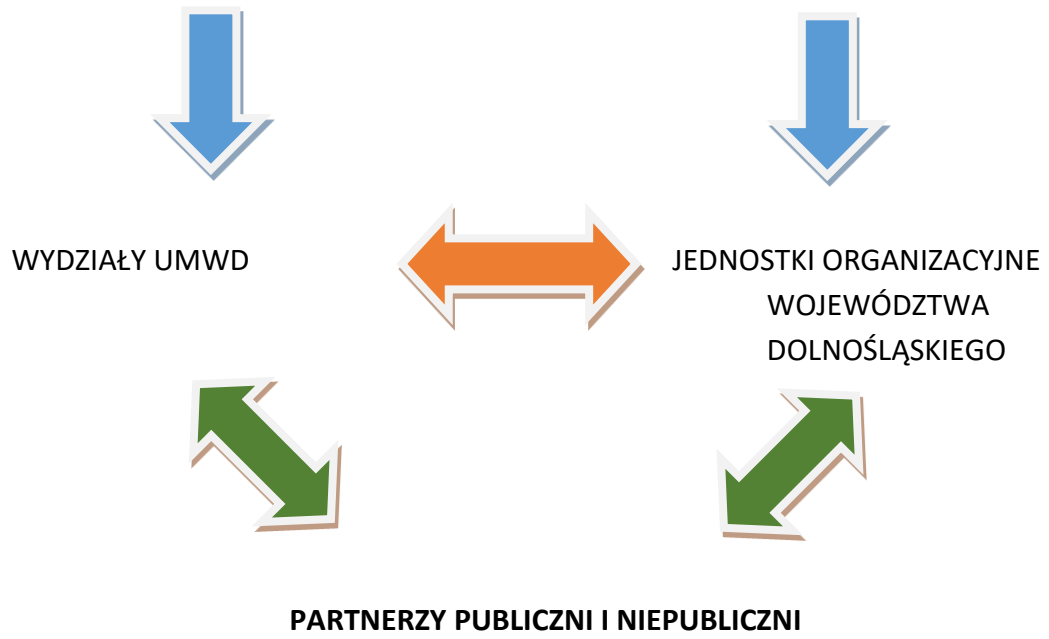 WYDZIAŁY UMWD
JEDNOSTKI ORGANIZACYJNE
WOJEWÓDZTWA
DOLNOŚLĄSKIEGO
PARTNERZY PUBLICZNI I NIEPUBLICZNI